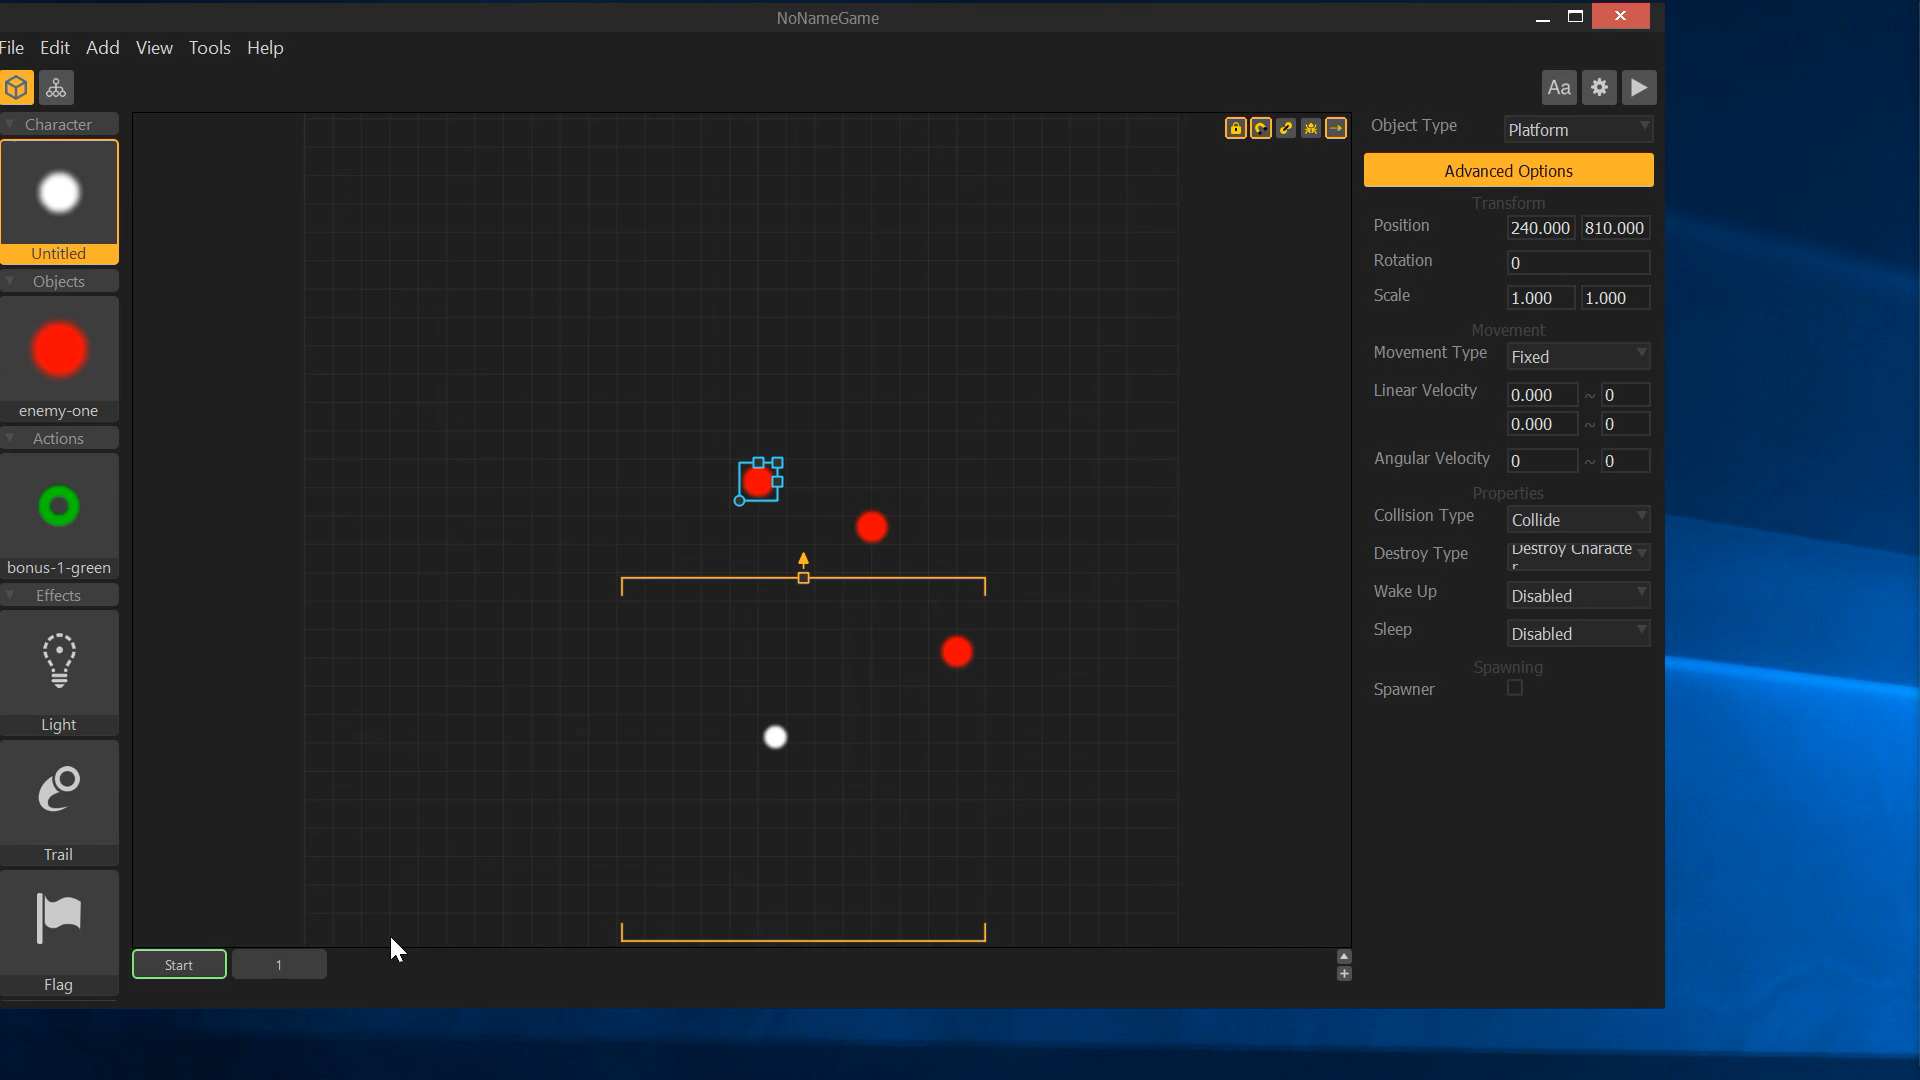 NoNameGame
File Edit Add View Tools Help
Aa
Character
Untitled
Objects
enemy-one
Actions
bonus-1-green
Effects
Light
Trail
Flag
Start 1
Object Type Platform
Advanced Options
Transform
Position 240.000 810.000
Rotation 0
Scale 1.000 1.000
Movement
Movement Type Fixed
Linear Velocity 0.000 ~ 0
0.000 ~ 0
Angular Velocity 0 ~ 0
Properties
Collision Type Collide
Destroy Type Destroy Characte
r
Wake Up Disabled
Sleep Disabled
Spawning
Spawner